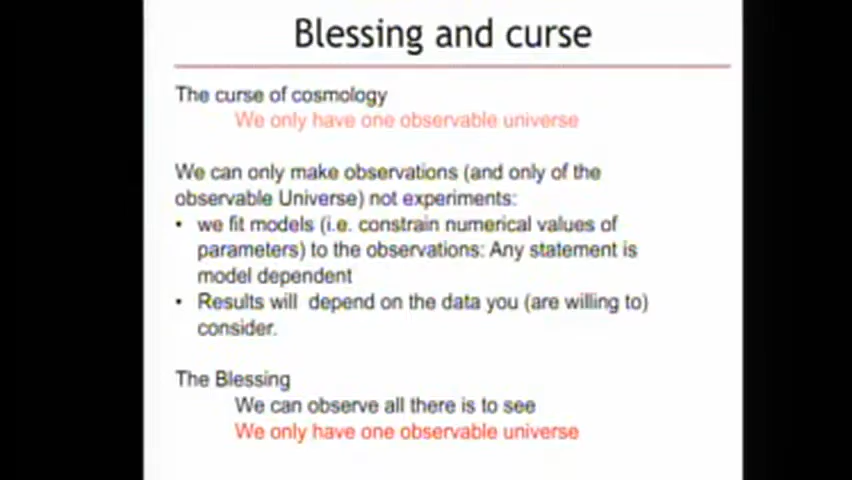 Blessing and curse
The curse of cosmology
We only have one observable universe
We can only make observations (and only of the
observable Universe) not experiments:
• we fit models (i.e. constrain numerical values of
parameters) to the observations: Any statement is
model dependent
• Results will depend on the data you (are willing to)
consider.
The Blessing
We can observe all there is to see
We only have one observable universe